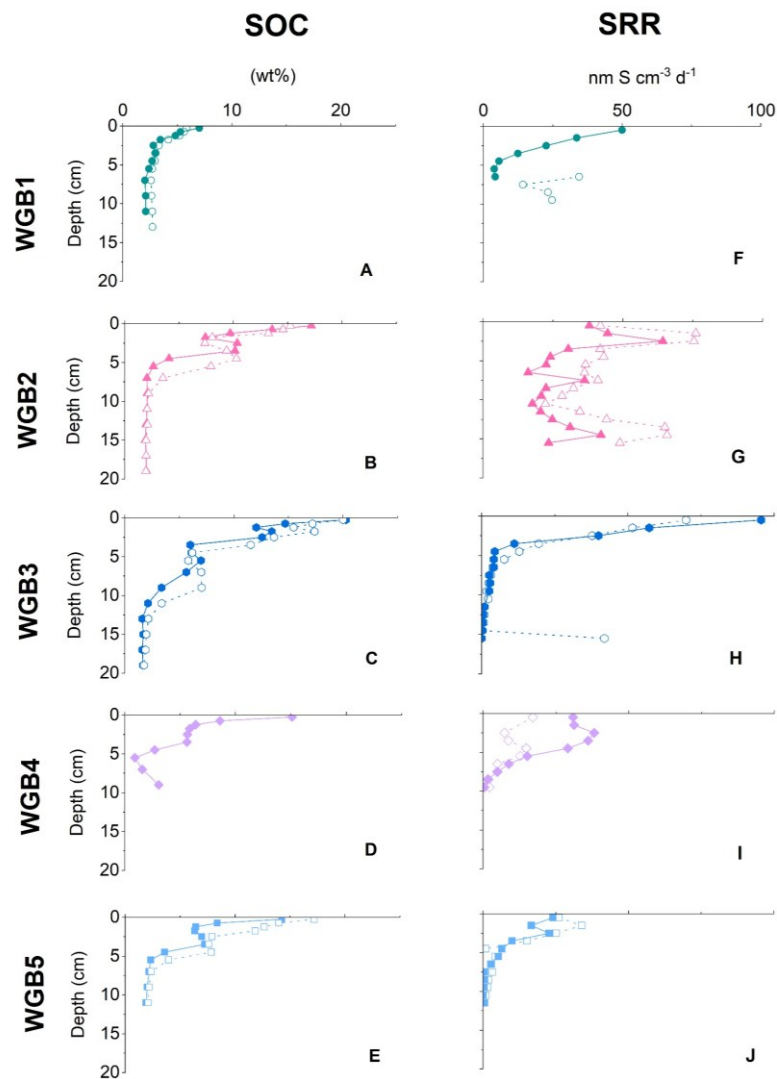 SOC SRR
(wt%) nm S cm⁻³ d⁻¹
0 10 20 0 50 100
WGB1 Depth (cm) 0 5 10 15 20 A F
WGB2 Depth (cm) 0 5 10 15 20 B G
WGB3 Depth (cm) 0 5 10 15 20 C H
WGB4 Depth (cm) 0 5 10 15 20 D I
WGB5 Depth (cm) 0 5 10 15 20 E J